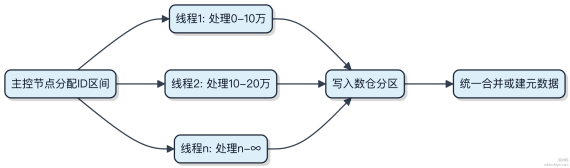 主控节点分配ID区间
线程1: 处理0-10万
线程2: 处理10-20万
线程n: 处理n-∞
写入数仓分区
统一合并或建元数据